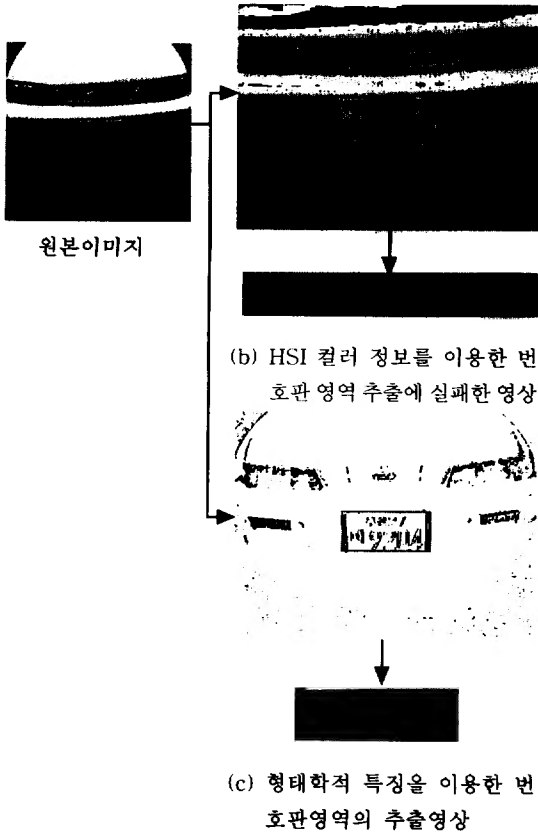 원본이미지
(b) HSI 컬러 정보를 이용한 번
호판 영역 추출에 실패한 영상
(c) 형태학적 특징을 이용한 번
호판영역의 추출영상